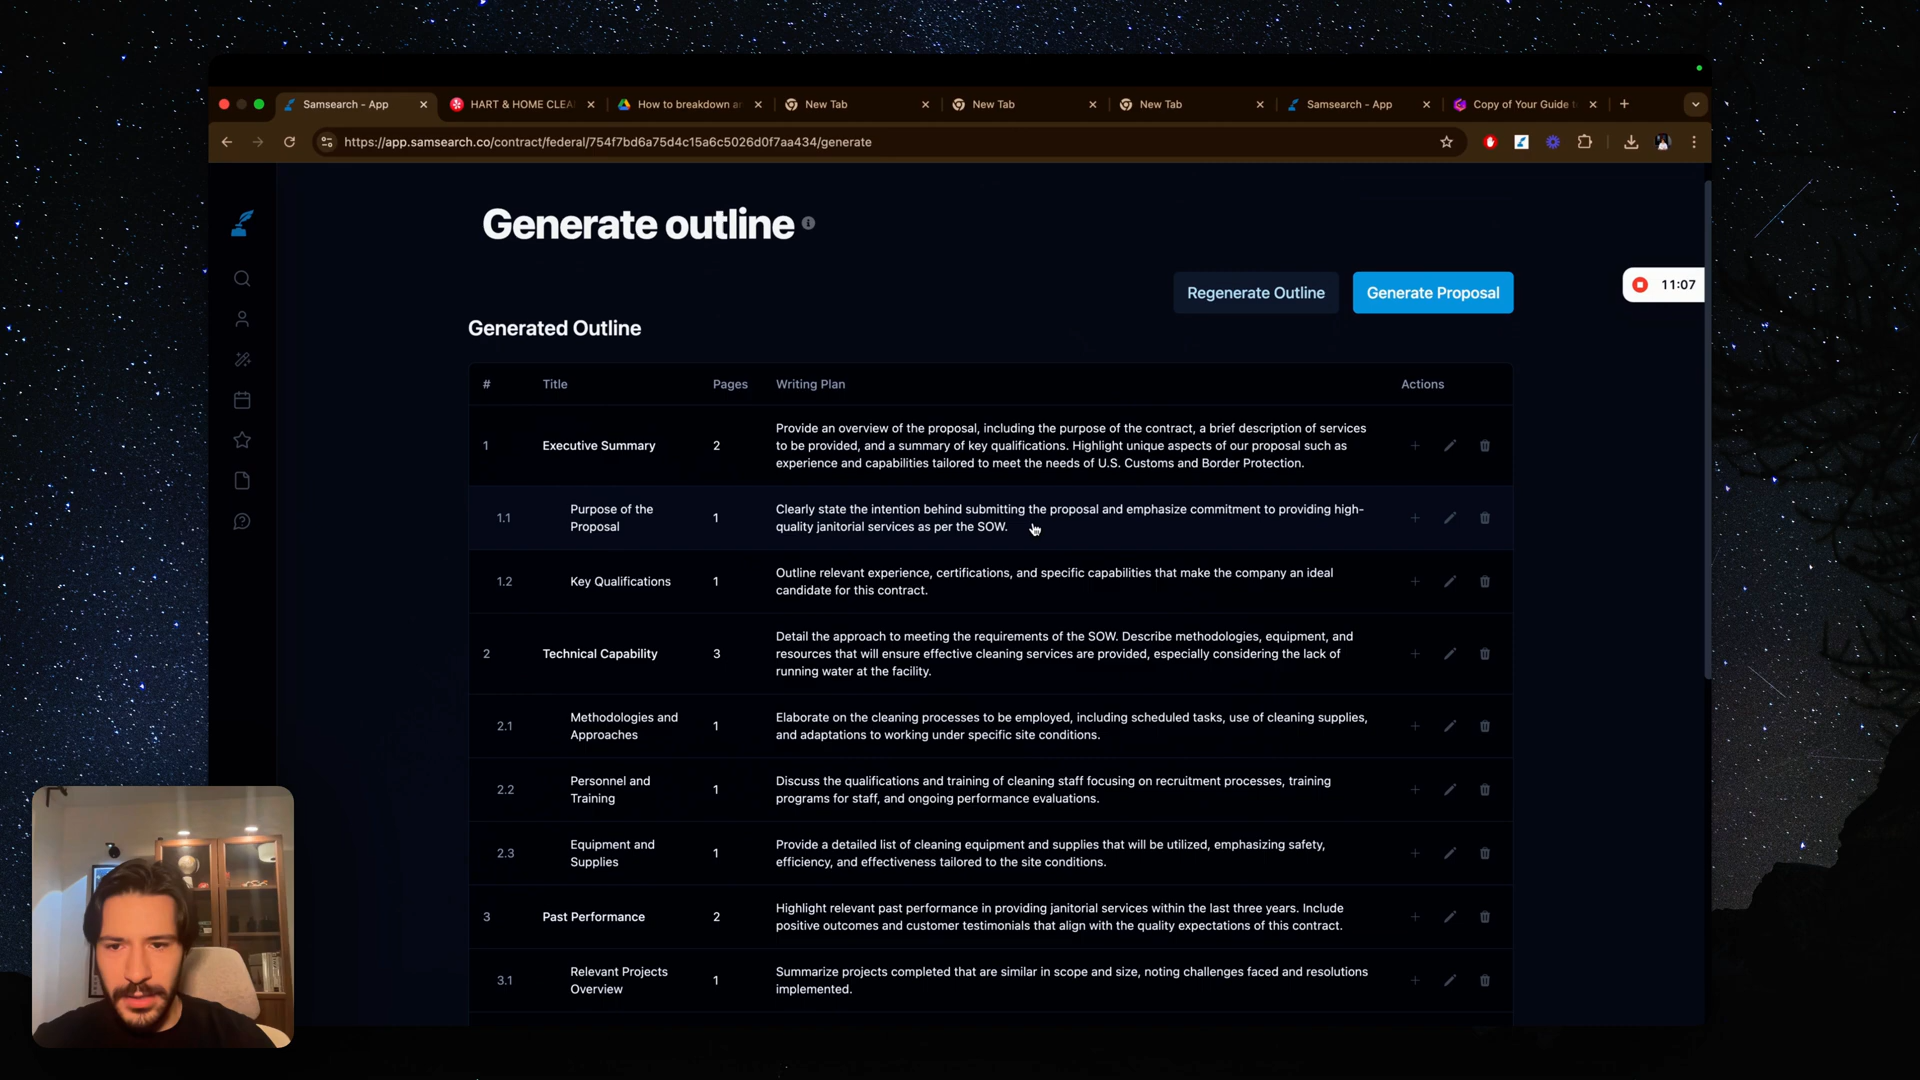 Samsearch - App
HART & HOME CLEA
How to breakdown a
New Tab
New Tab
New Tab
Samsearch - App
Copy of Your Guide t
https://app.samsearch.co/contract/federal/754f7bd6a75d4c15a6c5026d0f7aa434/generate
Generate outline
Regenerate Outline
Generate Proposal
11:07
Generated Outline
# Title Pages Writing Plan Actions
1 Executive Summary 2
Provide an overview of the proposal, including the purpose of the contract, a brief description of services
to be provided, and a summary of key qualifications. Highlight unique aspects of our proposal such as
experience and capabilities tailored to meet the needs of U.S. Customs and Border Protection.
1.1 Purpose of the
Proposal
1
Clearly state the intention behind submitting the proposal and emphasize commitment to providing high-
quality janitorial services as per the SOW.
1.2 Key Qualifications 1
Outline relevant experience, certifications, and specific capabilities that make the company an ideal
candidate for this contract.
2 Technical Capability 3
Detail the approach to meeting the requirements of the SOW. Describe methodologies, equipment, and
resources that will ensure effective cleaning services are provided, especially considering the lack of
running water at the facility.
2.1 Methodologies and
Approaches
1
Elaborate on the cleaning processes to be employed, including scheduled tasks, use of cleaning supplies,
and adaptations to working under specific site conditions.
2.2 Personnel and
Training
1
Discuss the qualifications and training of cleaning staff focusing on recruitment processes, training
programs for staff, and ongoing performance evaluations.
2.3 Equipment and
Supplies
1
Provide a detailed list of cleaning equipment and supplies that will be utilized, emphasizing safety,
efficiency, and effectiveness tailored to the site conditions.
3 Past Performance 2
Highlight relevant past performance in providing janitorial services within the last three years. Include
positive outcomes and customer testimonials that align with the quality expectations of this contract.
3.1 Relevant Projects
Overview
1
Summarize projects completed that are similar in scope and size, noting challenges faced and resolutions
implemented.